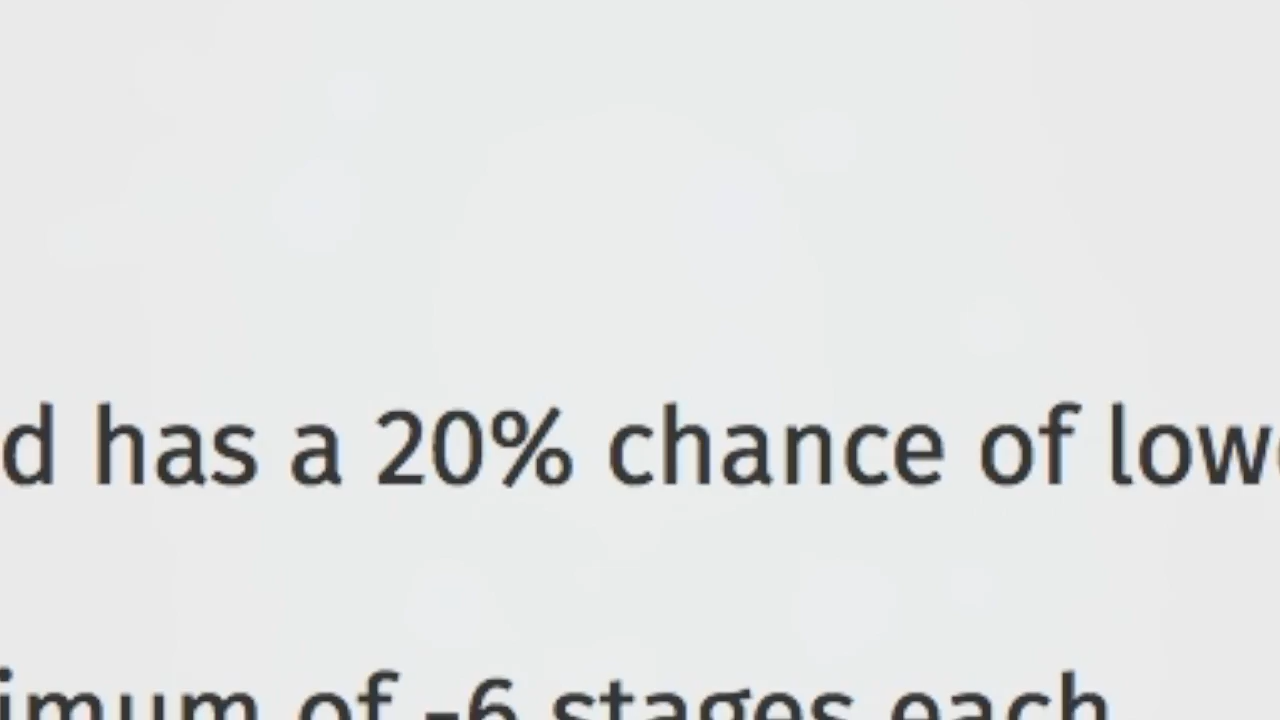 d has a 20% chance of low
imum of -6 stages each